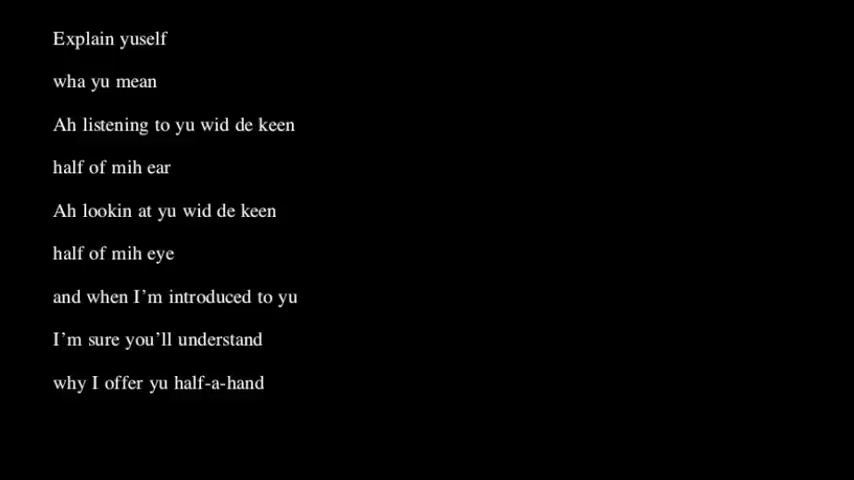 Explain yuself
wha yu mean
Ah listening to yu wid de keen
half of mih ear
Ah lookin at yu wid de keen
half of mih eye
and when I’m introduced to yu
I’m sure you’ll understand
why I offer yu half-a-hand